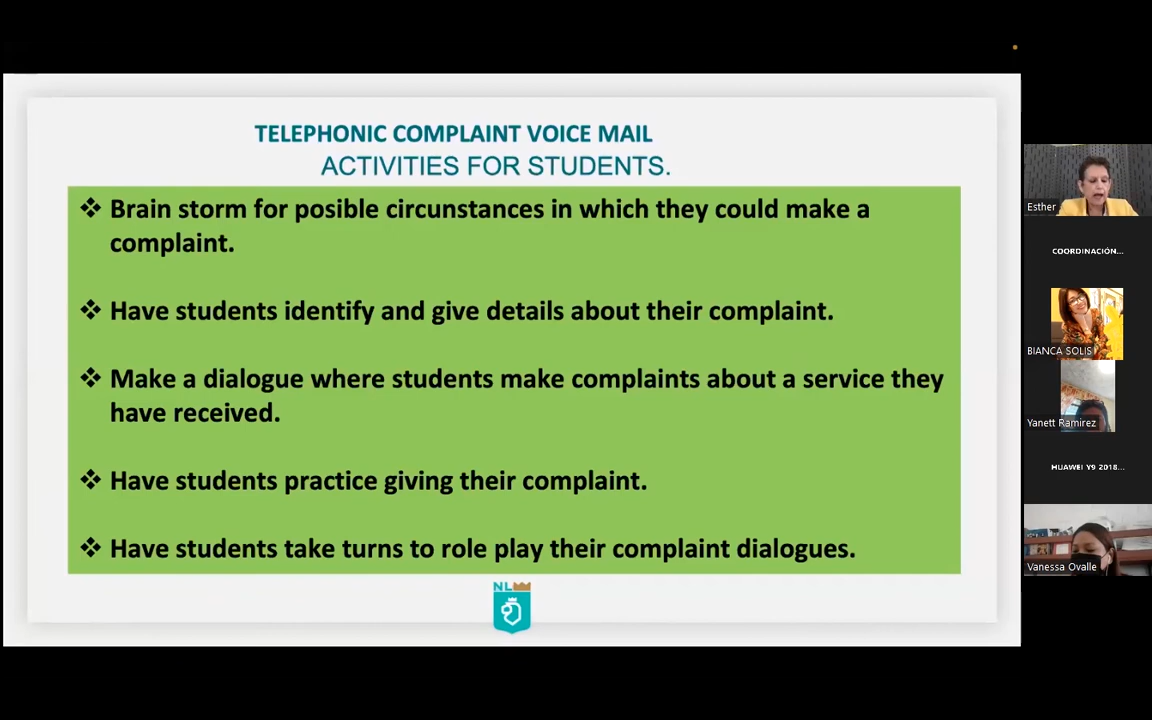 TELEPHONIC COMPLAINT VOICE MAIL
ACTIVITIES FOR STUDENTS.
❖ Brain storm for posible circunstances in which they could make a
complaint.
❖ Have students identify and give details about their complaint.
❖ Make a dialogue where students make complaints about a service they
have received.
❖ Have students practice giving their complaint.
❖ Have students take turns to role play their complaint dialogues.
NL
Esther
COORDINACIÓN...
BIANCA SOLIS
Yanett Ramirez
HUAWEI Y9 2018...
Vanessa Ovalle